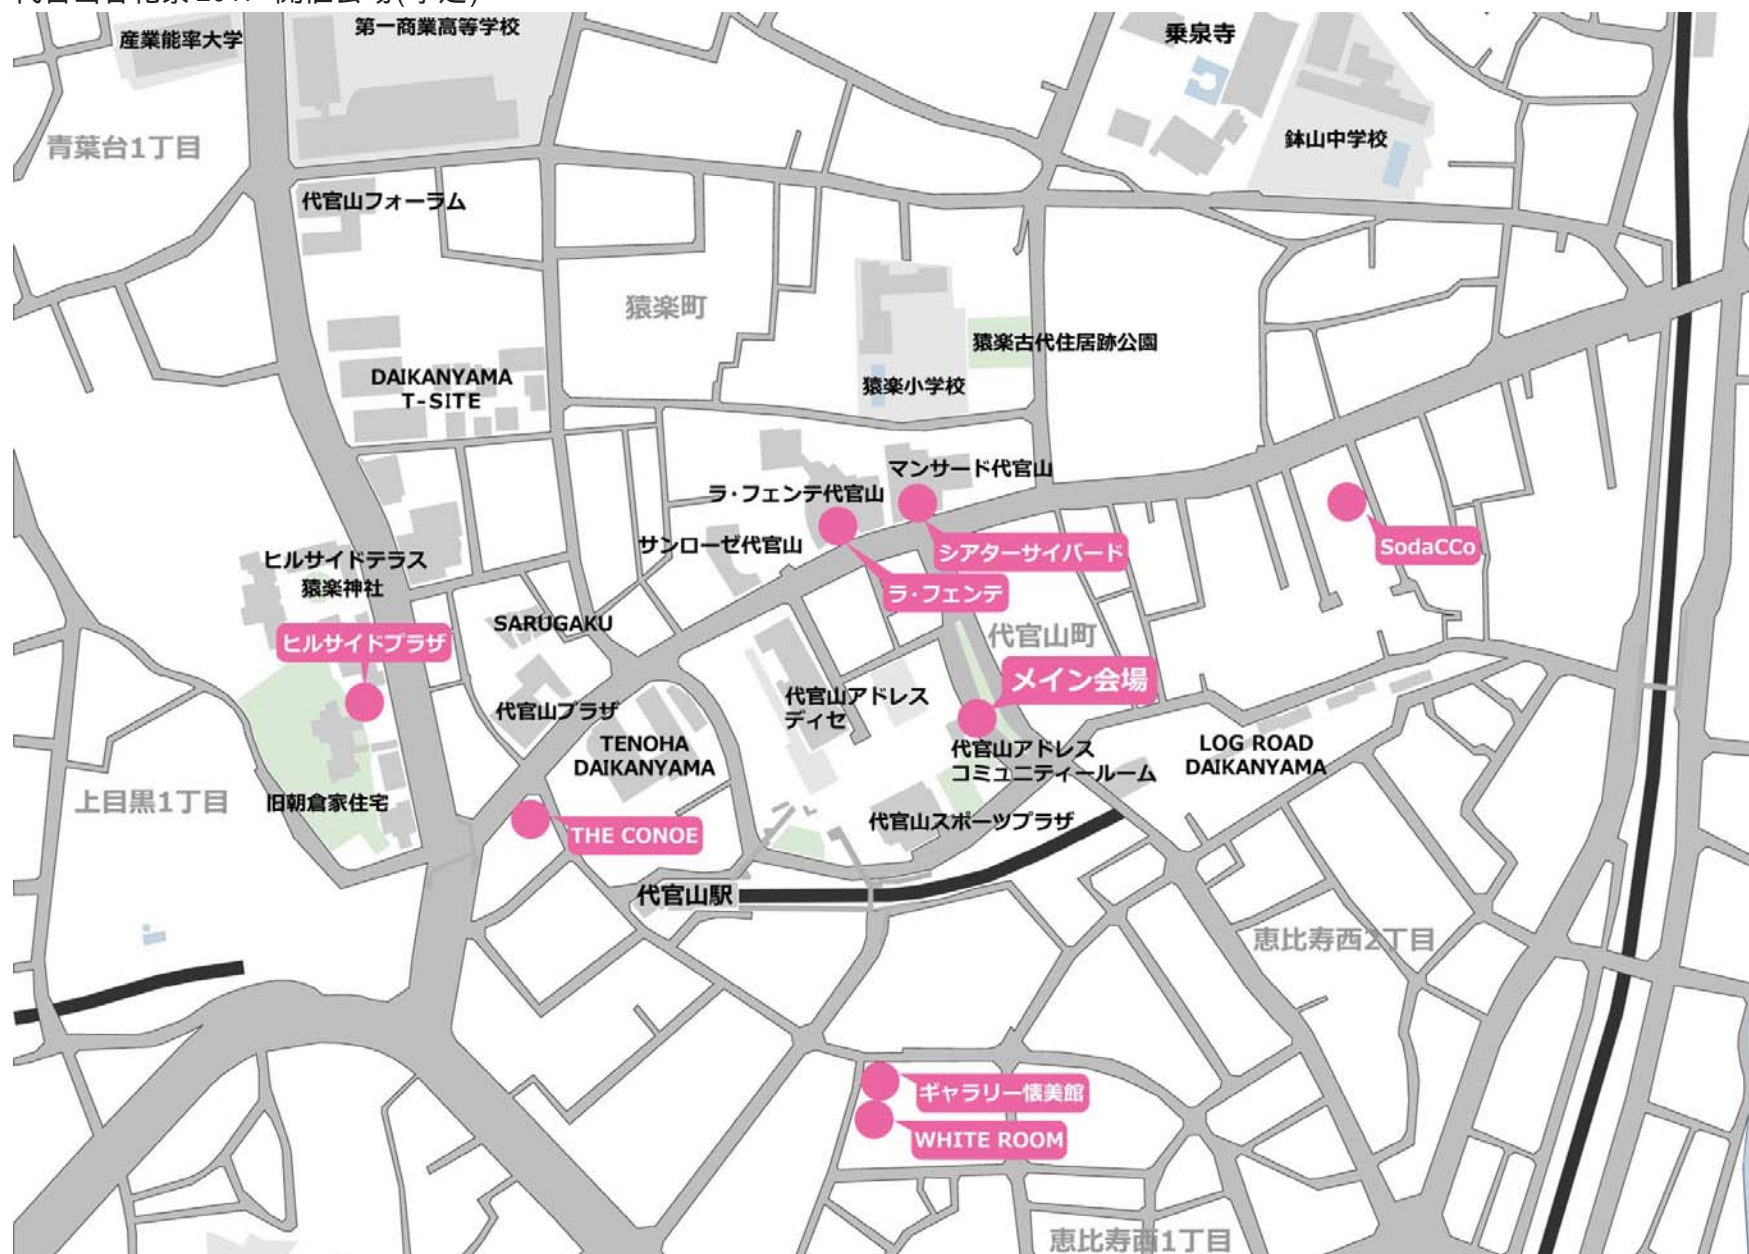 産業能率大学
第一商業高等学校
乗泉寺
鉢山中学校
青葉台1丁目
代官山フォーラム
猿楽町
猿楽古代住居跡公園
DAIKANYAMA
T-SITE
猿楽小学校
マンサード代官山
ラ・フェンテ代官山
サンローゼ代官山
シアターサイバード
SodaCCo
ヒルサイドテラス
猿楽神社
ラ・フェンテ
SARUGAKU
代官山町
ヒルサイドプラザ
メイン会場
代官山アドレス
ディセ
代官山プラザ
TENOHA
DAIKANYAMA
代官山アドレス
コミュニティールーム
LOG ROAD
DAIKANYAMA
上目黒1丁目
旧朝倉家住宅
THE CONOE
代官山スポーツプラザ
代官山駅
恵比寿西2丁目
ギャラリー懐美館
WHITE ROOM
恵比寿西1丁目